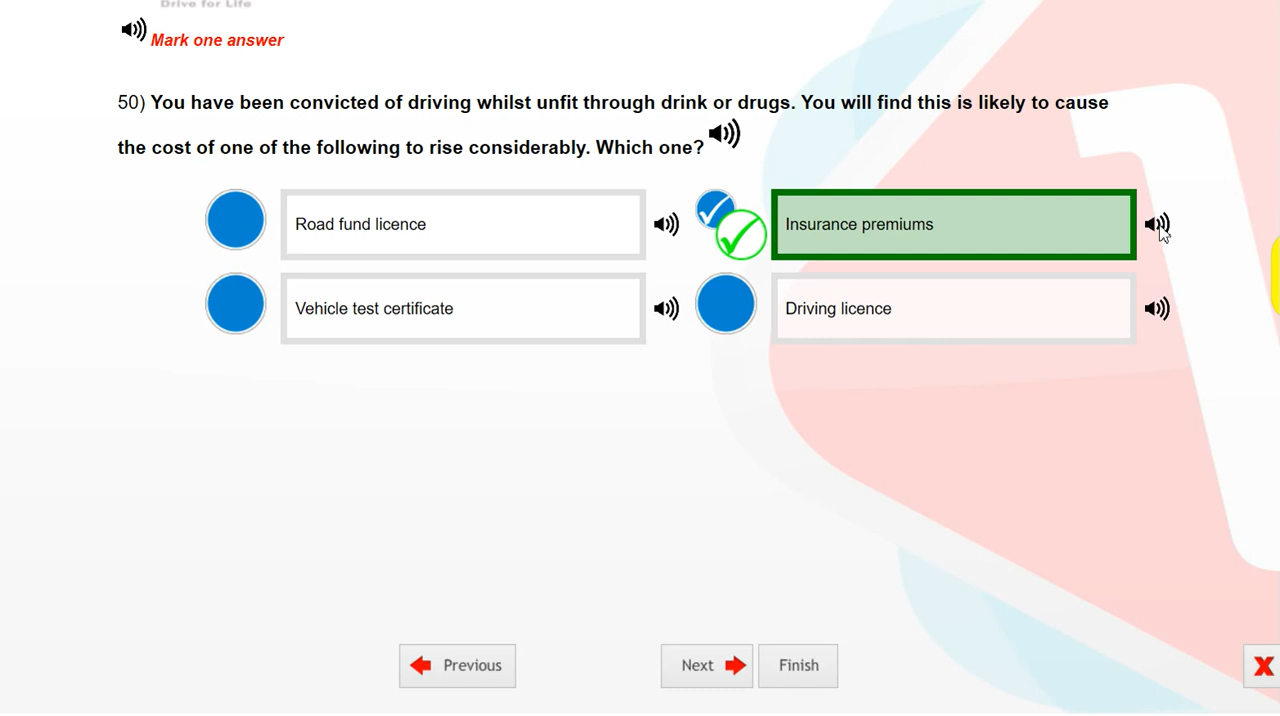 Drive for Life
Mark one answer
50) You have been convicted of driving whilst unfit through drink or drugs. You will find this is likely to cause
the cost of one of the following to rise considerably. Which one?
Road fund licence
Insurance premiums
Vehicle test certificate
Driving licence
Previous
Next
Finish
X